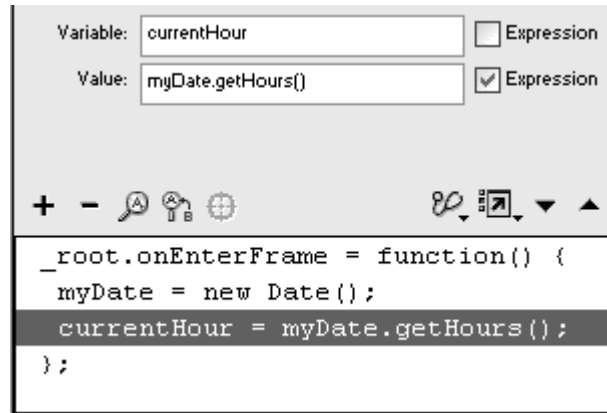 Variable: currentHour Expression
Value: myDate.getHours() Expression
_root.onEnterFrame = function() {
myDate = new Date();
currentHour = myDate.getHours();
};